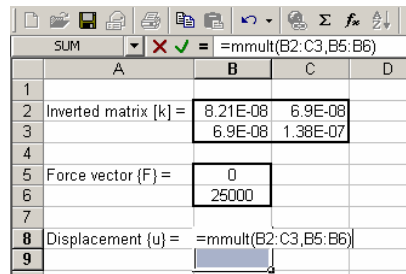 Σ fx A Z
SUM = =mmult(B2:C3,B5:B6)
A B C D
1
2 Inverted matrix [k] = 8.21E-08 6.9E-08
3 6.9E-08 1.38E-07
4
5 Force vector {F} = 0
6 25000
7
8 Displacement {u} = =mmult(B2:C3,B5:B6)
9